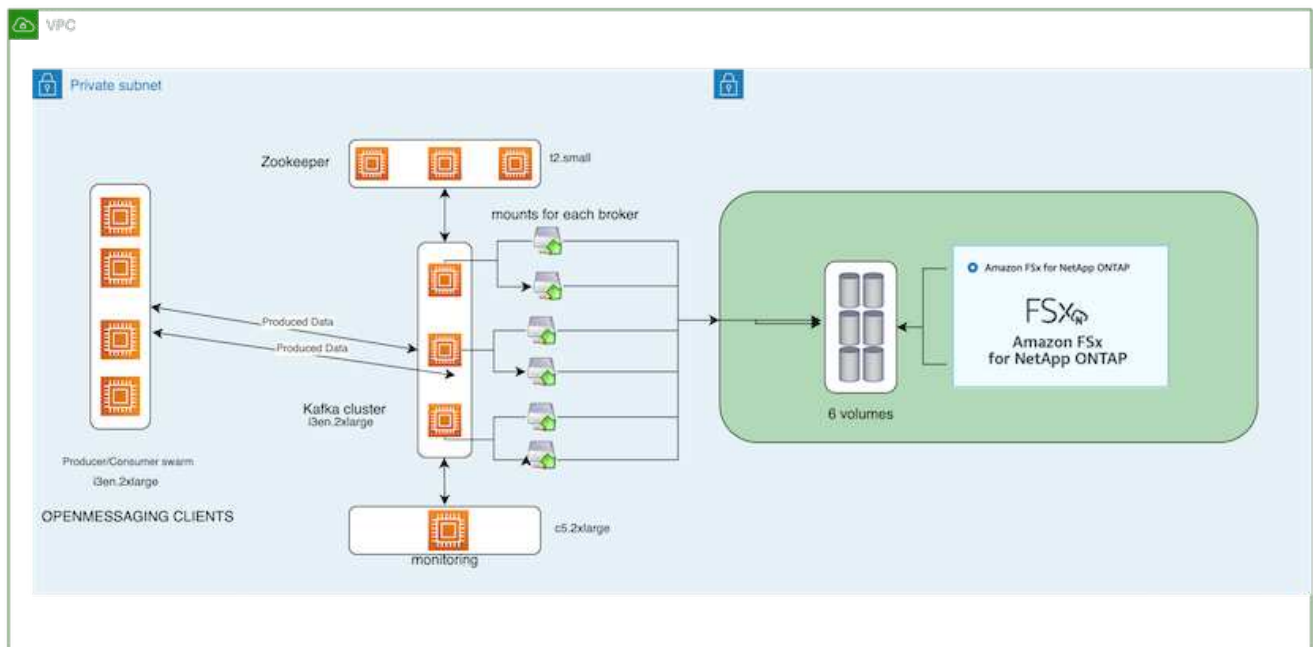 VPC
Private subnet
Zookeeper
t2.small
mounts for each broker
Amazon FSx for NetApp ONTAP
FSx
N
Amazon FSx
for NetApp ONTAP
Produced Data
Produced Data
Kafka cluster
i3en.2xlarge
6 volumes
Producer/Consumer swarm
i3en.2xlarge
OPENMESSAGING CLIENTS
c5.2xlarge
monitoring